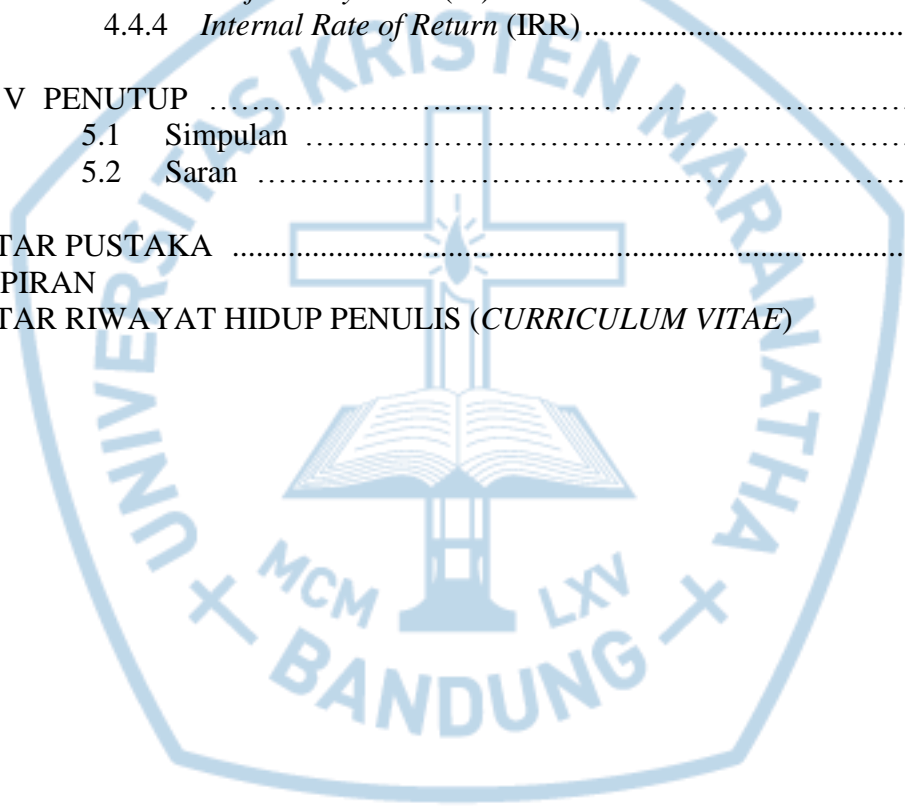 4.4.4 Internal Rate of Return (IRR)..........................................
V PENUTUP ……………………………………………………………
5.1 Simpulan ……………………………………………………
5.2 Saran …………………………………………………………
TAR PUSTAKA ...................................................................................
PIRAN
TAR RIWAYAT HIDUP PENULIS (CURRICULUM VITAE)
UNIVERSITAS KRISTEN MARANATHA
MCM LXV
BANDUNG